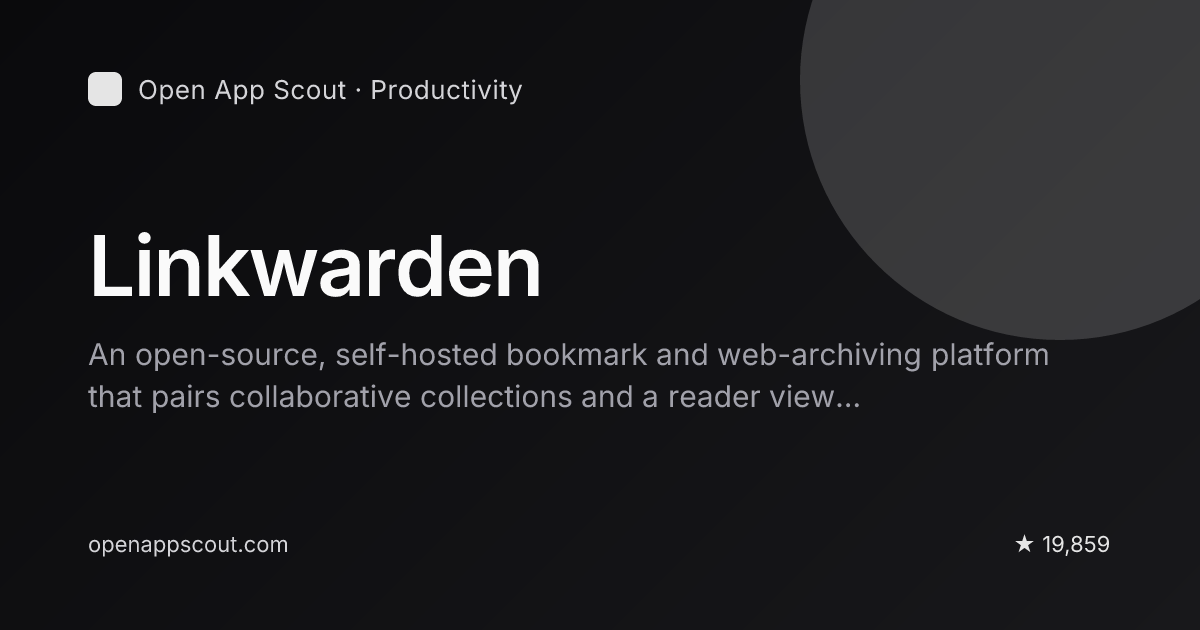 Open App Scout · Productivity
Linkwarden
An open-source, self-hosted bookmark and web-archiving platform
that pairs collaborative collections and a reader view...
openappscout.com
★ 19,859